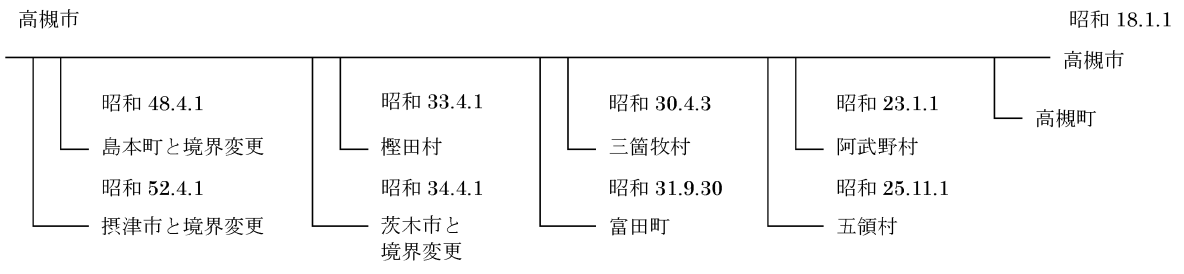 高槻市
昭和 18.1.1
高槻市
高槻町
昭和 48.4.1
島本町と境界変更
昭和 52.4.1
摂津市と境界変更
昭和 33.4.1
樫田村
昭和 34.4.1
茨木市と
境界変更
昭和 30.4.3
三箇牧村
昭和 31.9.30
富田町
昭和 23.1.1
阿武野村
昭和 25.11.1
五領村